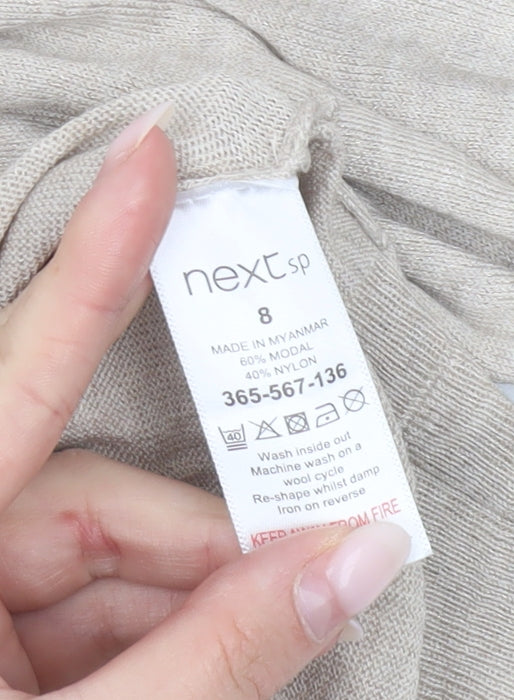 next sp
8
MADE IN MYANMAR
60% MODAL
40% NYLON
365-567-136
40
Wash inside out
Machine wash on a
wool cycle
Re-shape whilst damp
Iron on reverse
KEEP AWAY FROM FIRE